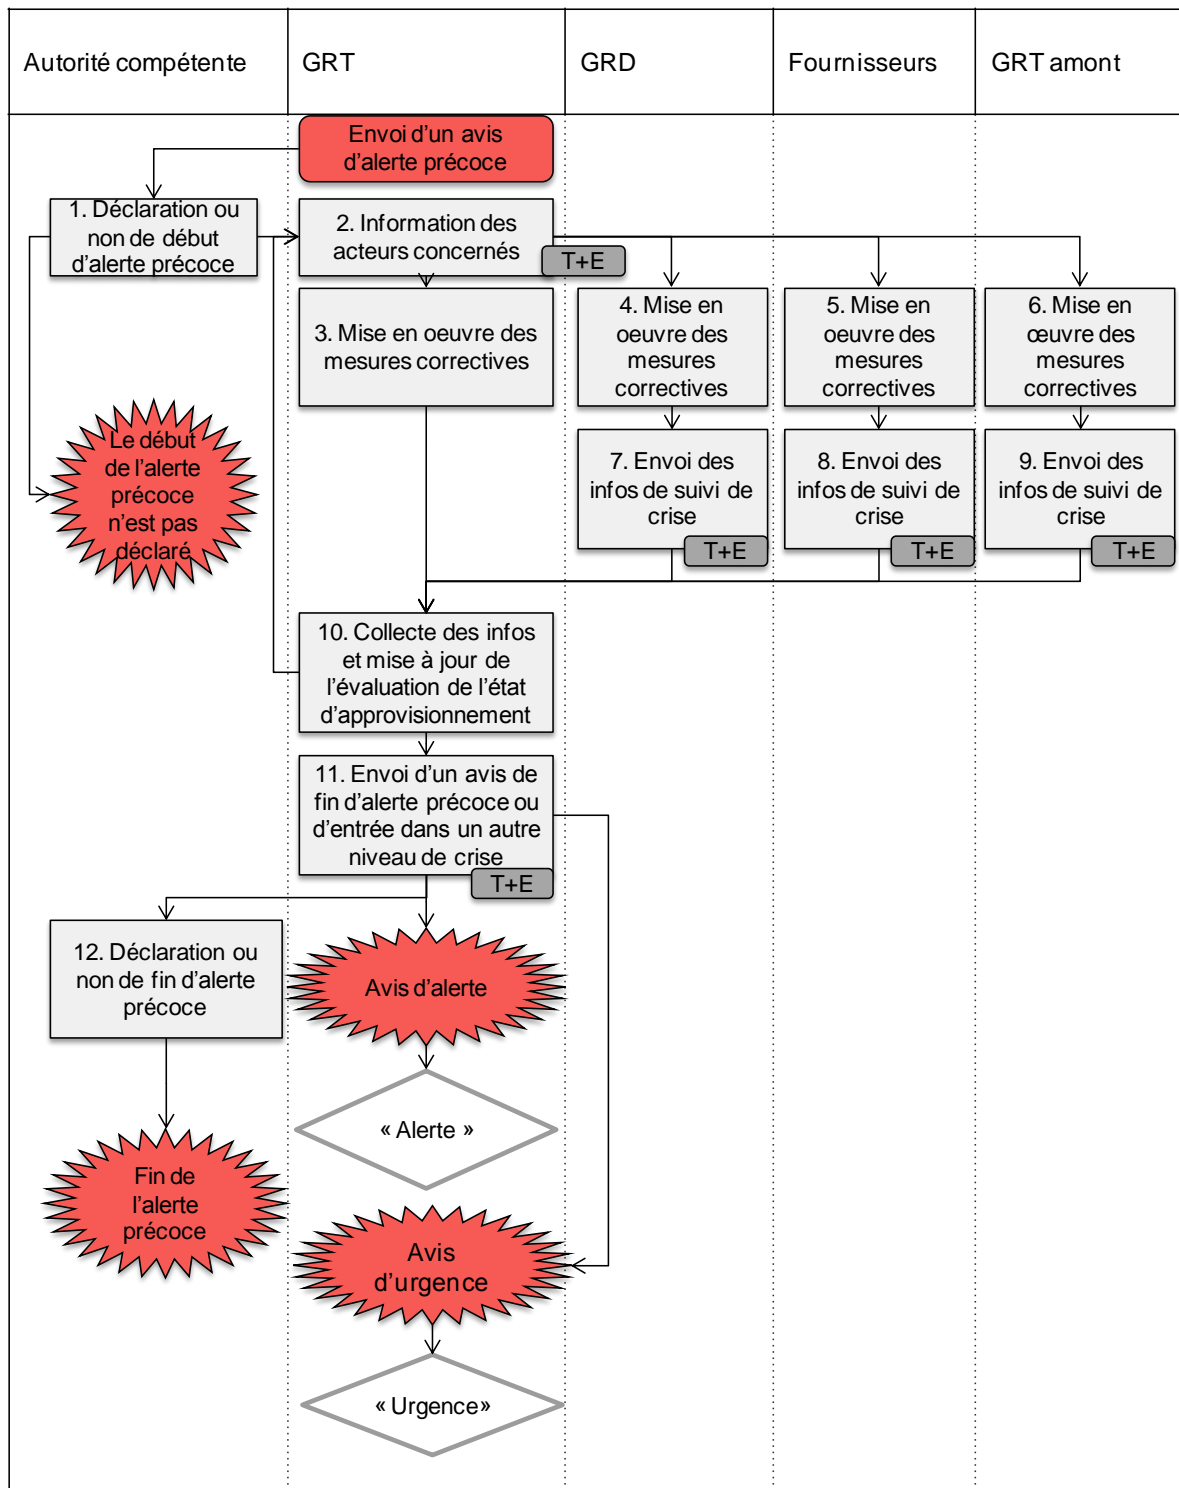 Autorité compétente
GRT
GRD
Fournisseurs
GRT amont
Envoi d'un avis
d'alerte précoce
1. Déclaration ou
non de début
d'alerte précoce
2. Information des
acteurs concernés
T+E
3. Mise en oeuvre des
mesures correctives
4. Mise en
oeuvre des
mesures
correctives
5. Mise en
oeuvre des
mesures
correctives
6. Mise en
œuvre des
mesures
correctives
Le début
de l'alerte
précoce
n'est pas
déclaré
7. Envoi des
infos de suivi de
crise
T+E
8. Envoi des
infos de suivi de
crise
T+E
9. Envoi des
infos de suivi de
crise
T+E
10. Collecte des infos
et mise à jour de
l'évaluation de l'état
d'approvisionnement
11. Envoi d'un avis de
fin d'alerte précoce ou
d'entrée dans un autre
niveau de crise
T+E
12. Déclaration ou
non de fin d'alerte
précoce
Avis d'alerte
« Alerte »
Fin de
l'alerte
précoce
Avis
d'urgence
« Urgence»